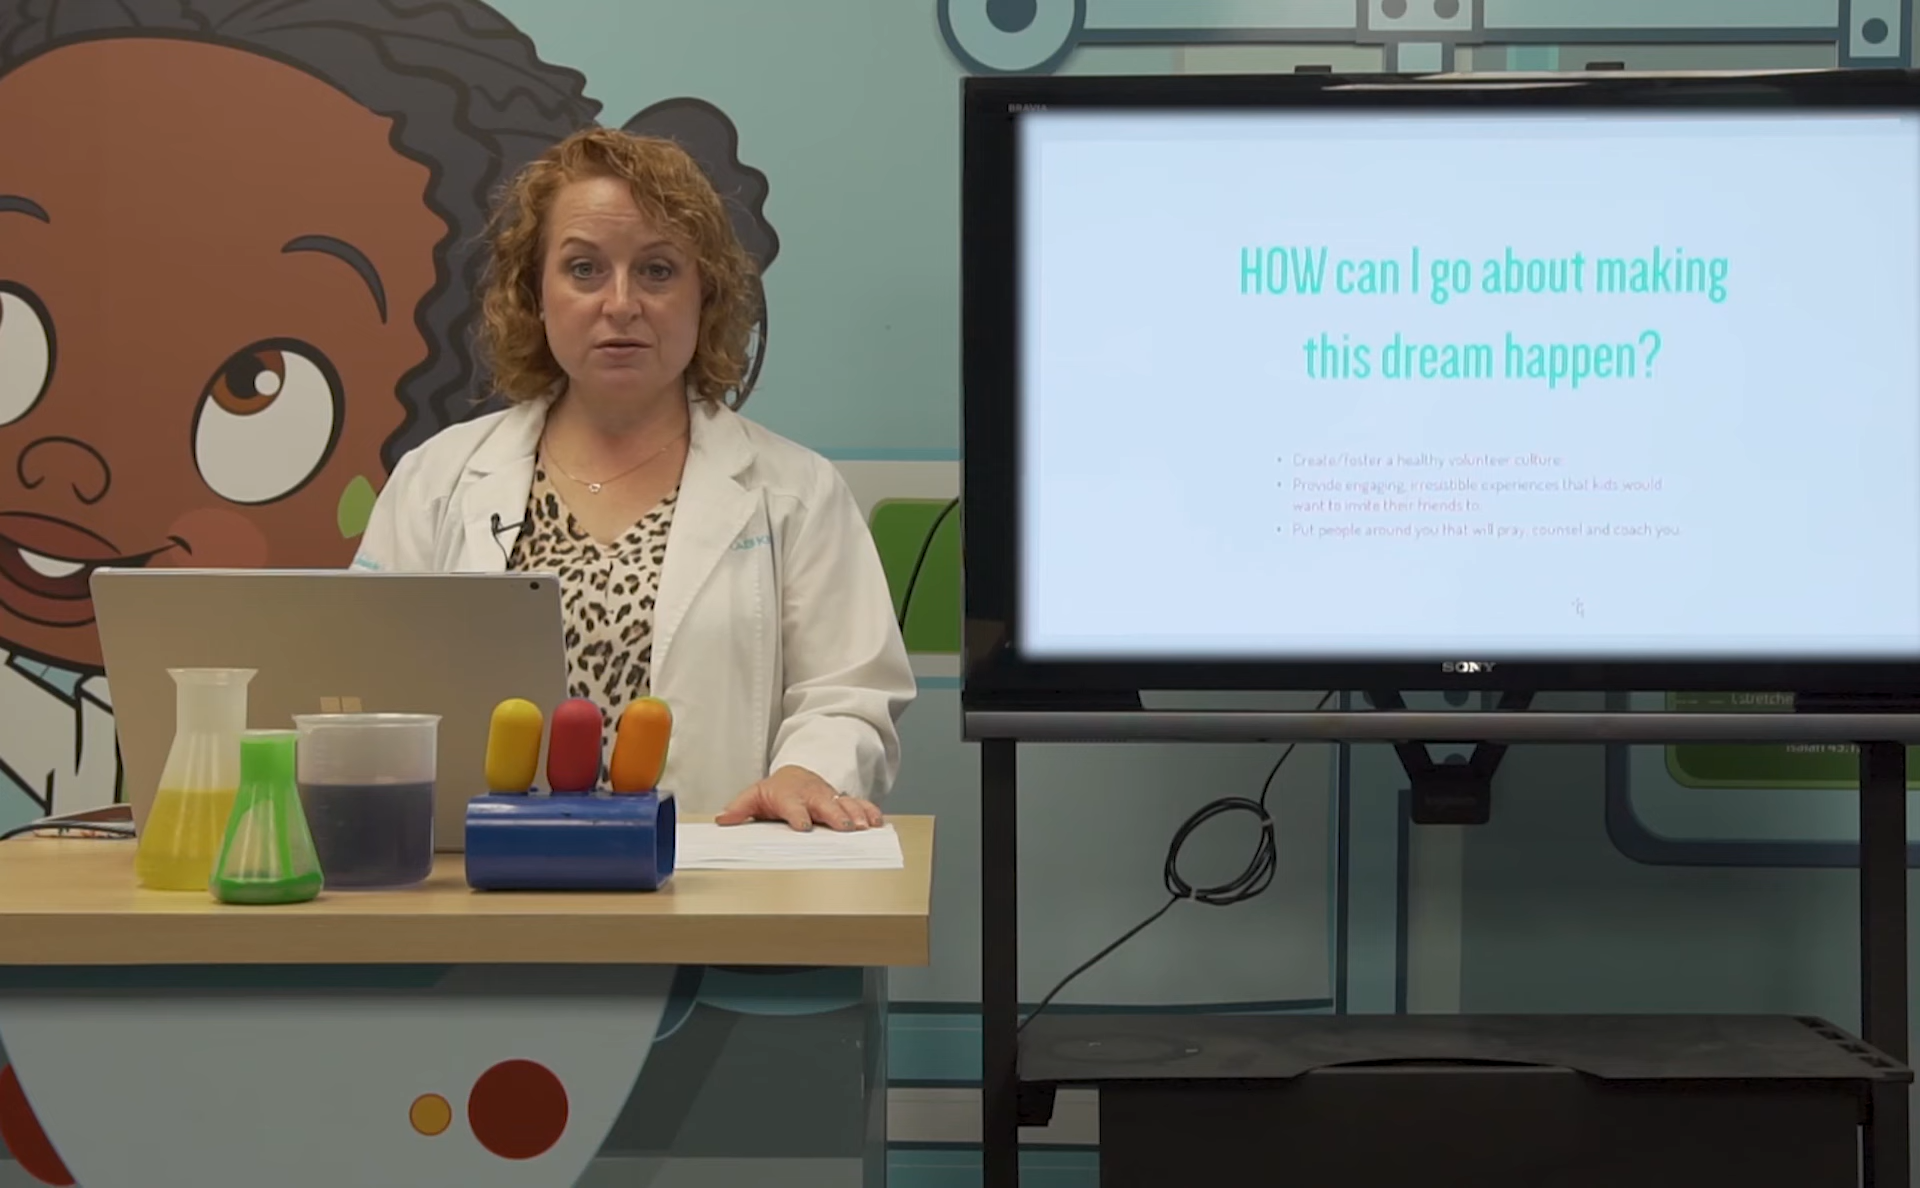 BRAVIA
HOW can I go about making
this dream happen?
• Create/foster a healthy volunteer culture.
• Provide engaging, irresistible experiences that kids would
want to invite their friends to.
• Put people around you that will pray, counsel and coach you.
SONY